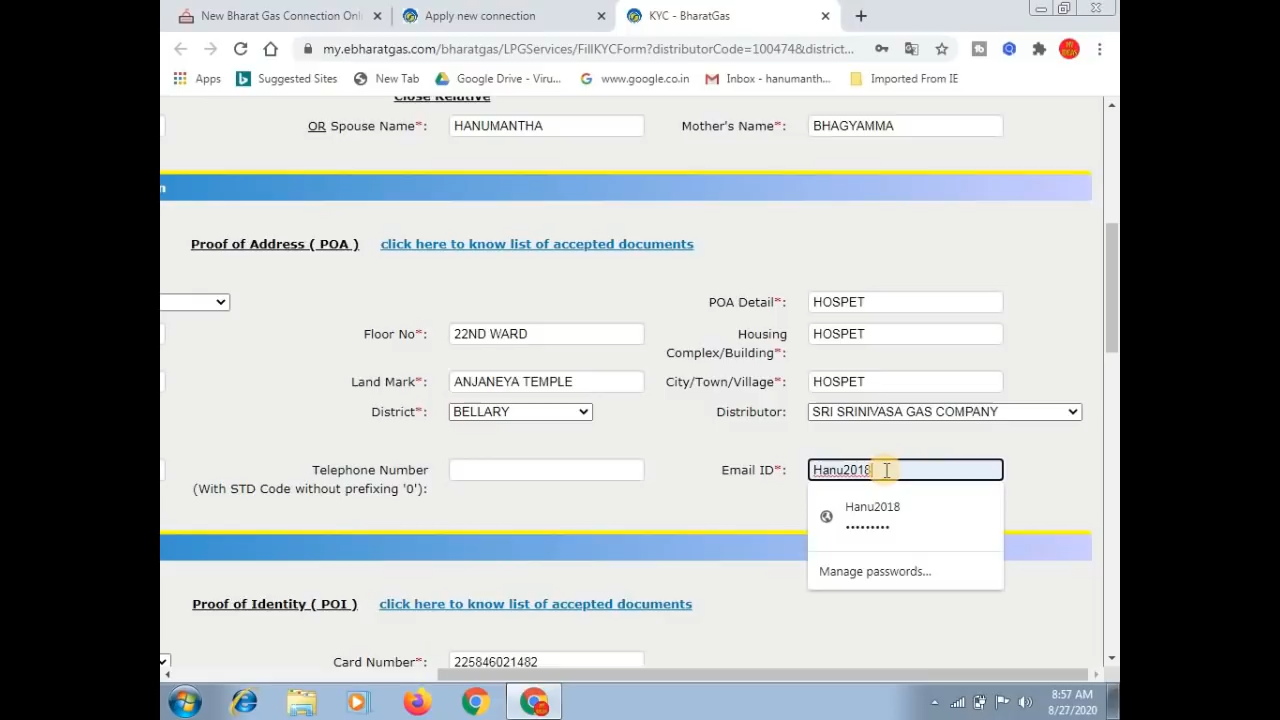 New Bharat Gas Connection Onl
Apply new connection
KYC - BharatGas
my.ebharatgas.com/bharatgas/LPGServices/FillKYCForm?distributorCode=100474&district...
Apps
Suggested Sites
New Tab
Google Drive - Viru...
www.google.co.in
Inbox - hanumanth...
Imported From IE
Close Relative
OR Spouse Name*: HANUMANTHA
Mother's Name*: BHAGYAMMA
n
Proof of Address ( POA ) click here to know list of accepted documents
POA Detail*: HOSPET
Floor No*: 22ND WARD
Housing Complex/Building*: HOSPET
Land Mark*: ANJANEYA TEMPLE
City/Town/Village*: HOSPET
District*: BELLARY
Distributor: SRI SRINIVASA GAS COMPANY
Telephone Number
(With STD Code without prefixing '0'):
Email ID*: Hanu2018
Hanu2018
•••••••••
Manage passwords...
Proof of Identity ( POI ) click here to know list of accepted documents
Card Number*: 225846021482
8:57 AM
8/27/2020